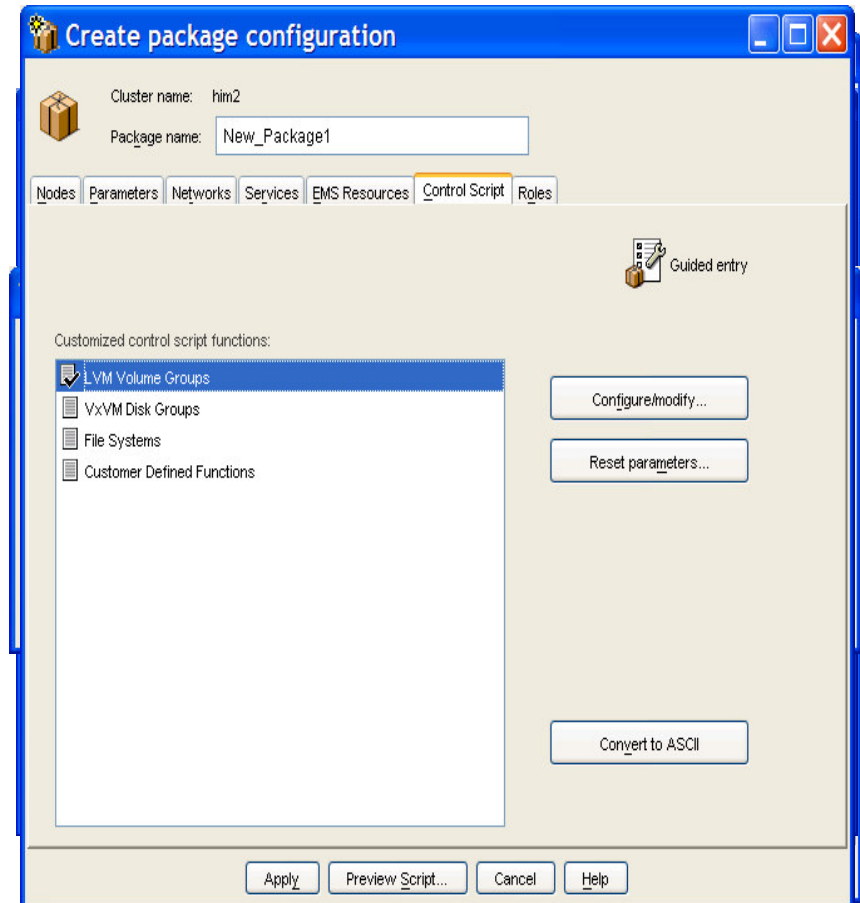 Create package configuration
Cluster name: him2
Package name: New_Package1
Nodes Parameters Networks Services EMS Resources Control Script Roles
Guided entry
Customized control script functions:
LVM Volume Groups
VxVM Disk Groups
File Systems
Customer Defined Functions
Configure/modify...
Reset parameters...
Convert to ASCII
Apply Preview Script... Cancel Help